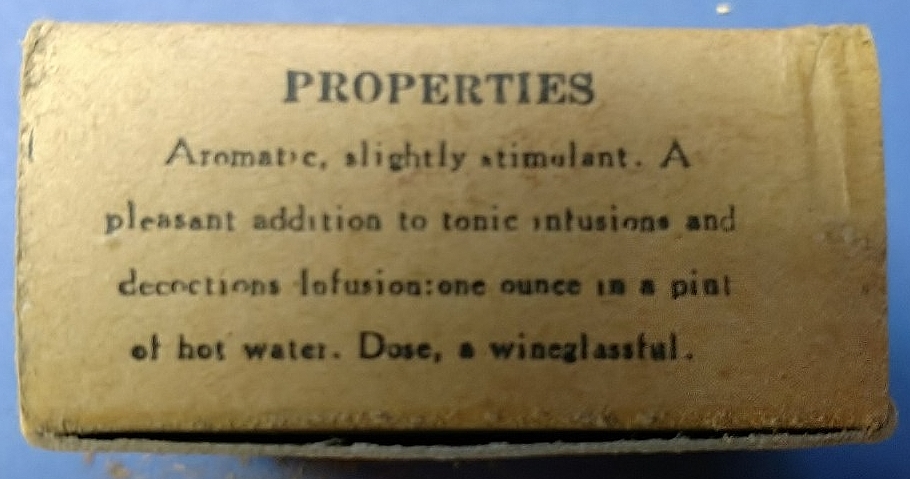 PROPERTIES
Aromatic, slightly stimulant. A
pleasant addition to tonic infusions and
decoctions Infusion:one ounce in a pint
of hot water. Dose, a wineglassful.